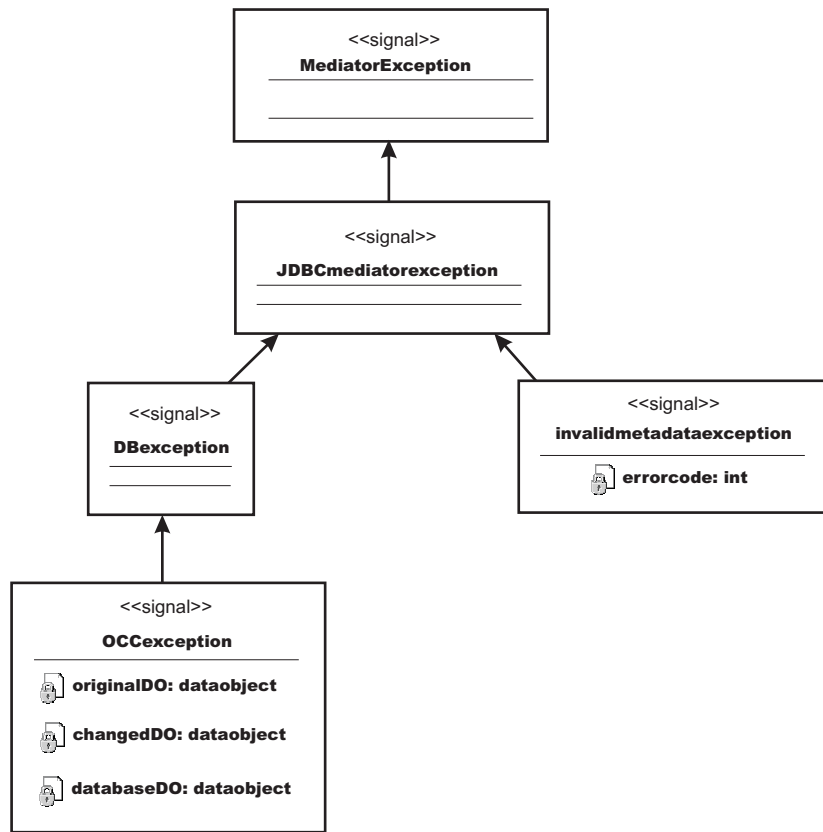 <<signal>>
MediatorException
<<signal>>
JDBCmediatorexception
<<signal>>
DBexception
<<signal>>
invalidmetadataexception
errorcode: int
<<signal>>
OCCexception
originalDO: dataobject
changedDO: dataobject
databaseDO: dataobject